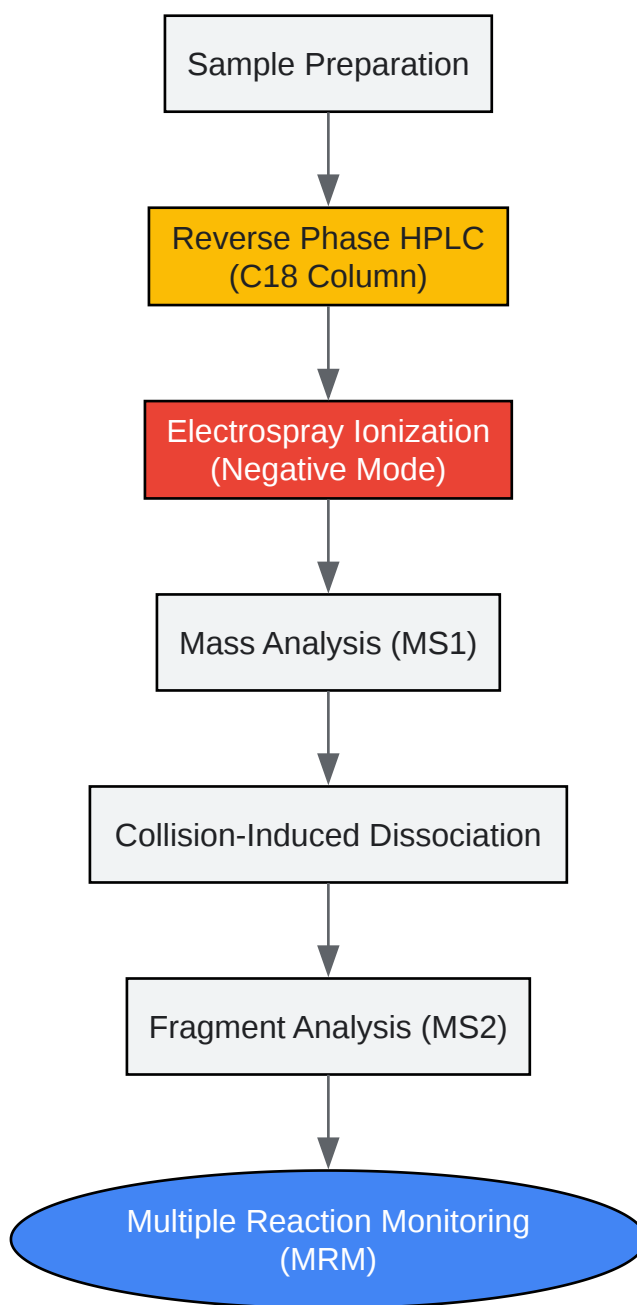 Sample Preparation
Reverse Phase HPLC
(C18 Column)
Electrospray Ionization
(Negative Mode)
Mass Analysis (MS1)
Collision-Induced Dissociation
Fragment Analysis (MS2)
Multiple Reaction Monitoring
(MRM)